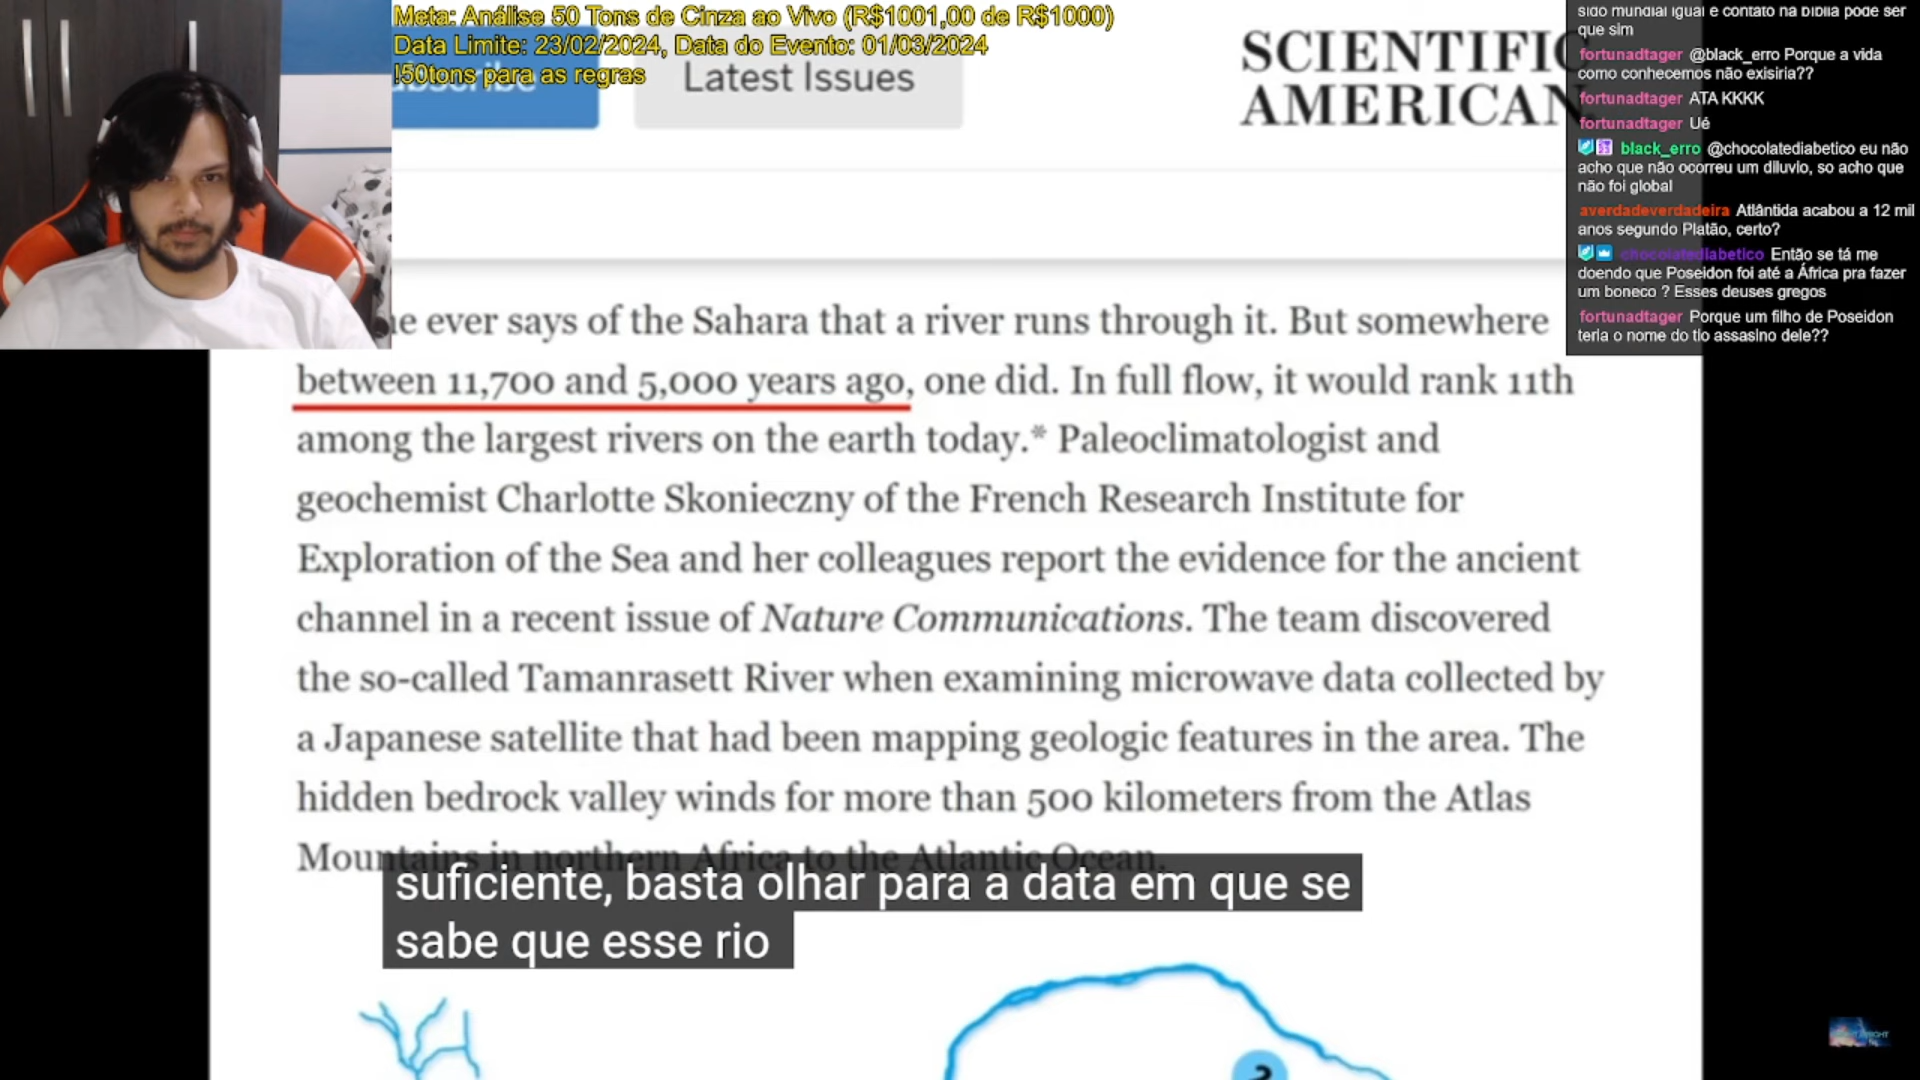 Meta: Análise 50 Tons de Cinza ao Vivo (R$1001,00 de R$1000)
Data Limite: 23/02/2024, Data do Evento: 01/03/2024
!50tons para as regras
Latest Issues
SCIENTIFIC
AMERICAN
sido mundial igual e contato na bíblia pode ser
que sim
fortunadtager @black_erro Porque a vida
como conhecemos não exisiria??
fortunadtager ATA KKKK
fortunadtager Ué
black_erro @chocolatediabetico eu não
acho que não ocorreu um diluvio, so acho que
não foi global
averdadeverdadeira Atlântida acabou a 12 mil
anos segundo Platão, certo?
chocolatediabetico Então se tá me
doendo que Poseidon foi até a África pra fazer
um boneco ? Esses deuses gregos
fortunadtager Porque um filho de Poseidon
teria o nome do tio assasino dele??
ever says of the Sahara that a river runs through it. But somewhere
between 11,700 and 5,000 years ago, one did. In full flow, it would rank 11th
among the largest rivers on the earth today.* Paleoclimatologist and
geochemist Charlotte Skonieczny of the French Research Institute for
Exploration of the Sea and her colleagues report the evidence for the ancient
channel in a recent issue of Nature Communications. The team discovered
the so-called Tamanrasett River when examining microwave data collected by
a Japanese satellite that had been mapping geologic features in the area. The
hidden bedrock valley winds for more than 500 kilometers from the Atlas
Mountains in northern Africa to the Atlantic Ocean.
suficiente, basta olhar para a data em que se
sabe que esse rio